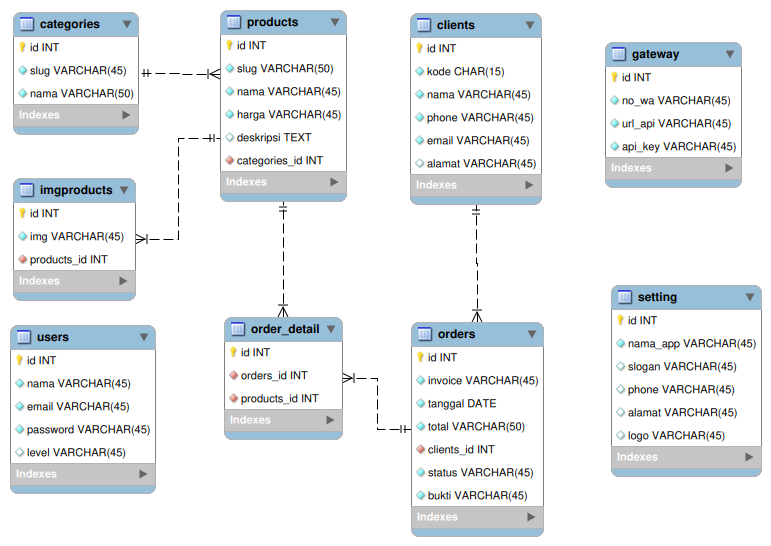 categories
id INT
slug VARCHAR(45)
nama VARCHAR(50)
Indexes
products
id INT
slug VARCHAR(50)
nama VARCHAR(45)
harga VARCHAR(45)
deskripsi TEXT
categories_id INT
Indexes
clients
id INT
kode CHAR(15)
nama VARCHAR(45)
phone VARCHAR(45)
email VARCHAR(45)
alamat VARCHAR(45)
Indexes
gateway
id INT
no_wa VARCHAR(45)
url_api VARCHAR(45)
api_key VARCHAR(45)
Indexes
imgproducts
id INT
img VARCHAR(45)
products_id INT
Indexes
users
id INT
nama VARCHAR(45)
email VARCHAR(45)
password VARCHAR(45)
level VARCHAR(45)
Indexes
order_detail
id INT
orders_id INT
products_id INT
Indexes
orders
id INT
invoice VARCHAR(45)
tanggal DATE
total VARCHAR(50)
clients_id INT
status VARCHAR(45)
bukti VARCHAR(45)
Indexes
setting
id INT
nama_app VARCHAR(45)
slogan VARCHAR(45)
phone VARCHAR(45)
alamat VARCHAR(45)
logo VARCHAR(45)
Indexes